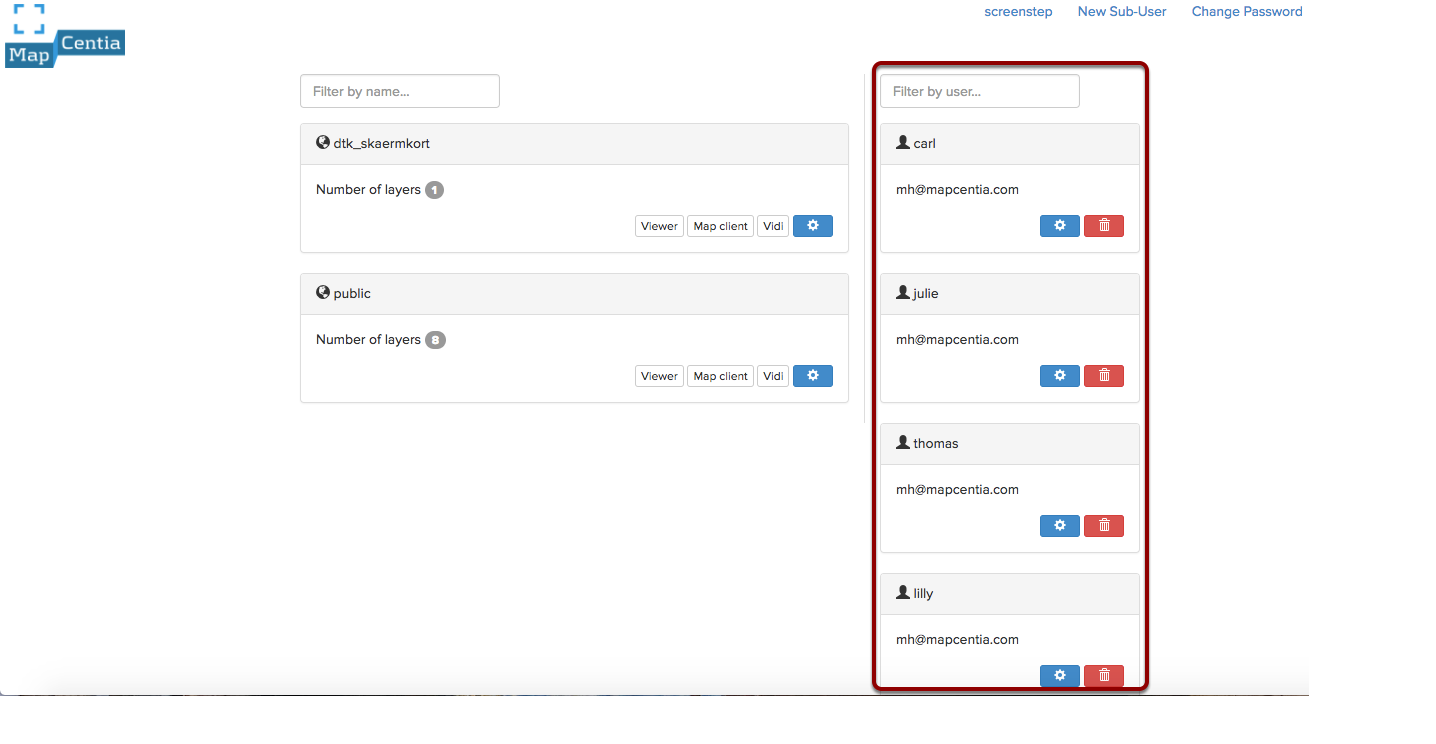 screenstep New Sub-User Change Password
Map Centia
Filter by name...
dtk_skaermkort
Number of layers 1
Viewer Map client Vidi
public
Number of layers 8
Viewer Map client Vidi
Filter by user...
carl
mh@mapcentia.com
julie
mh@mapcentia.com
thomas
mh@mapcentia.com
lilly
mh@mapcentia.com